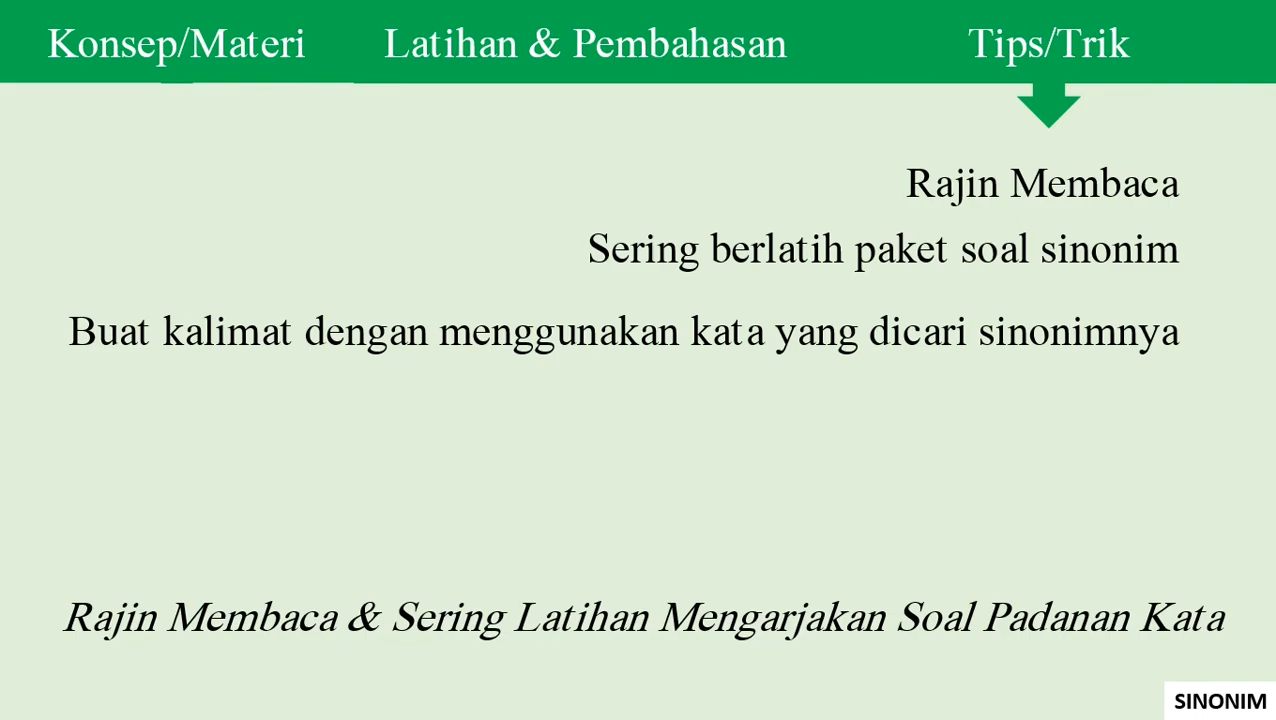 Konsep/Materi Latihan & Pembahasan Tips/Trik
Rajin Membaca
Sering berlatih paket soal sinonim
Buat kalimat dengan menggunakan kata yang dicari sinonimnya
Rajin Membaca & Sering Latihan Mengarjakan Soal Padanan Kata
SINONIM